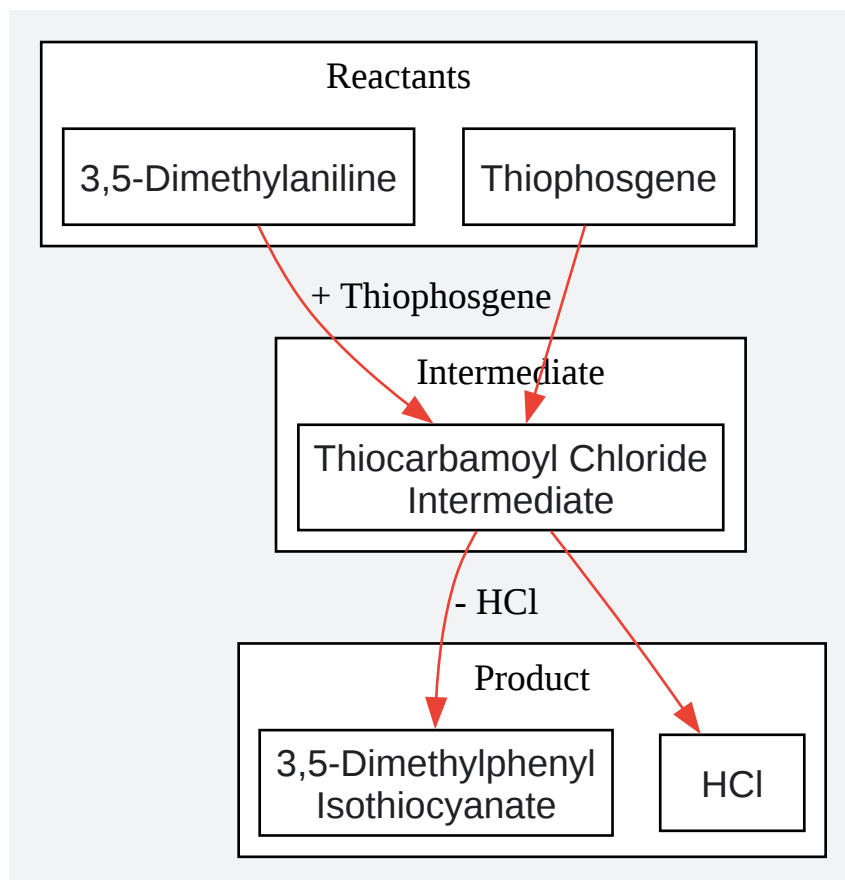 Reactants
3,5-Dimethylaniline
Thiophosgene
+ Thiophosgene
Intermediate
Thiocarbamoyl Chloride
Intermediate
- HCl
Product
3,5-Dimethylphenyl
Isothiocyanate
HCl